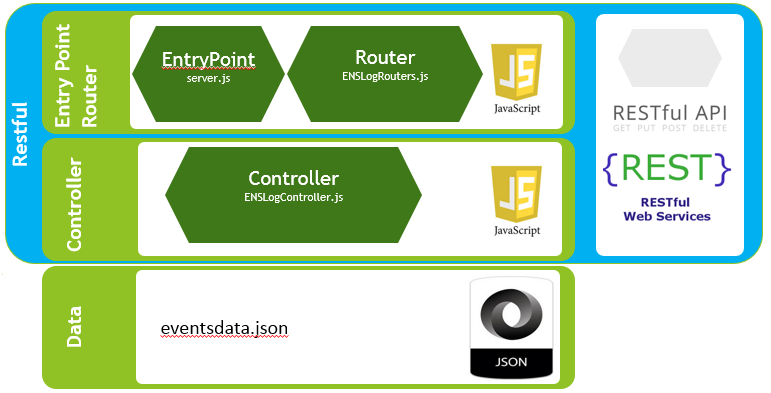 Restful
Entry Point
Router
EntryPoint
server.js
Router
ENSLogRouters.js
JS
JavaScript
Controller
Controller
ENSLogController.js
JS
JavaScript
RESTful API
GET PUT POST DELETE
{REST}
RESTful
Web Services
Data
eventsdata.json
JSON